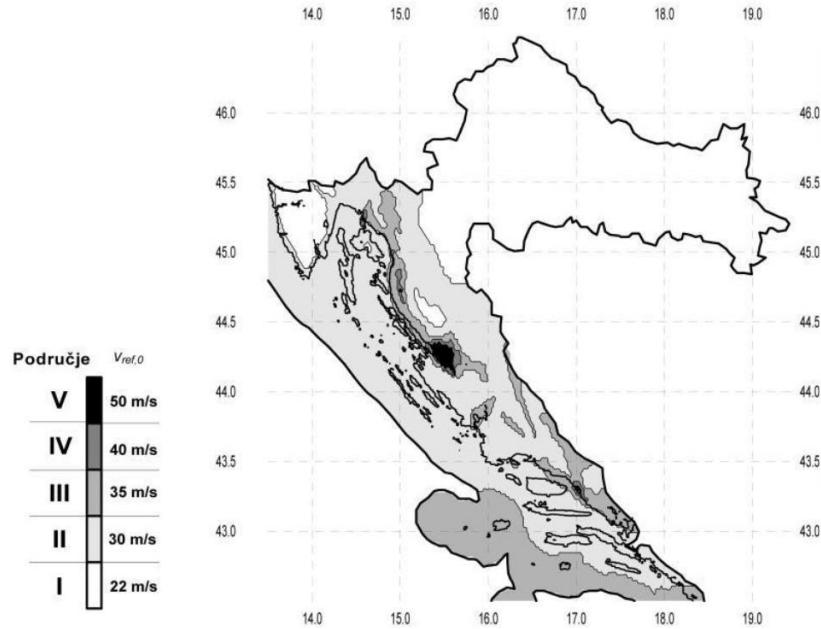 14.0 15.0 16.0 17.0 18.0 19.0
46.0 46.0
45.5 45.5
45.0 45.0
44.5 44.5
44.0 44.0
43.5 43.5
43.0 43.0
14.0 15.0 16.0 17.0 18.0 19.0
Područje vref,0
V 50 m/s
IV 40 m/s
III 35 m/s
II 30 m/s
I 22 m/s